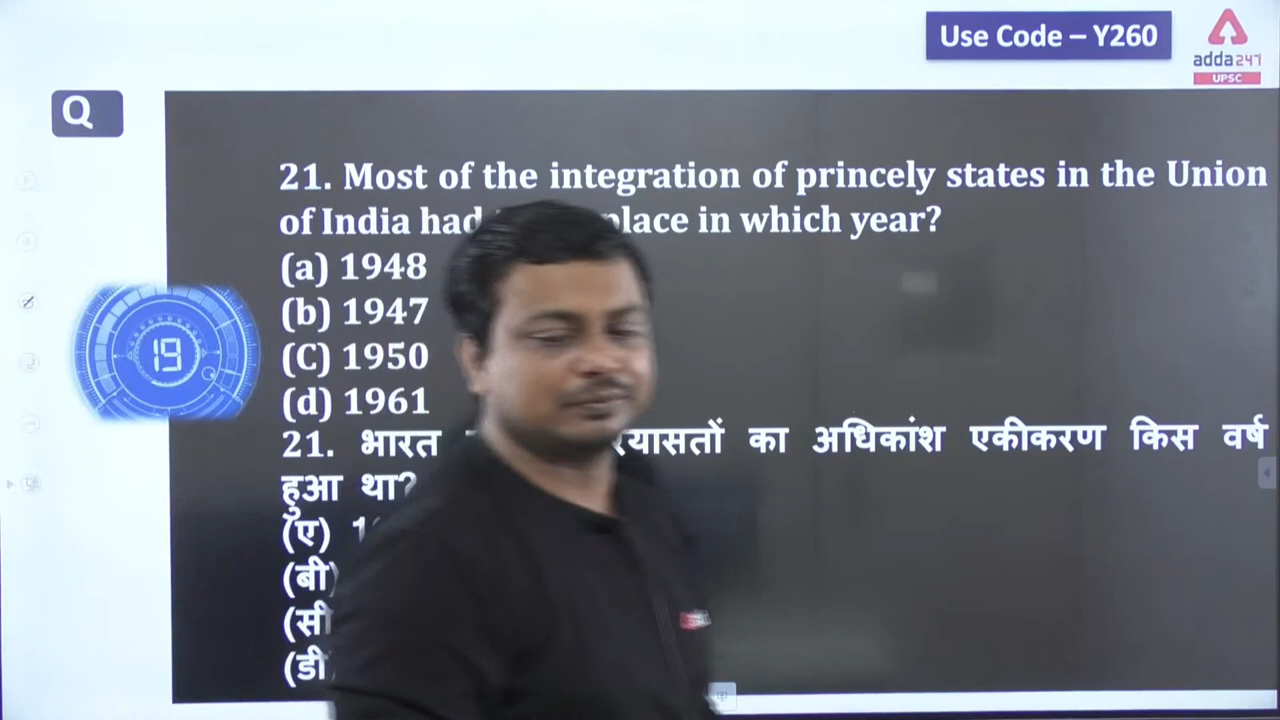 Use Code – Y260
adda247
UPSC
Q
21. Most of the integration of princely states in the Union
of India had place in which year?
(a) 1948
(b) 1947
(C) 1950
(d) 1961
19
21. भारत का अधिकांश एकीकरण किस वर्ष
हुआ था?
(ए)
(बी)
(सी
(डी